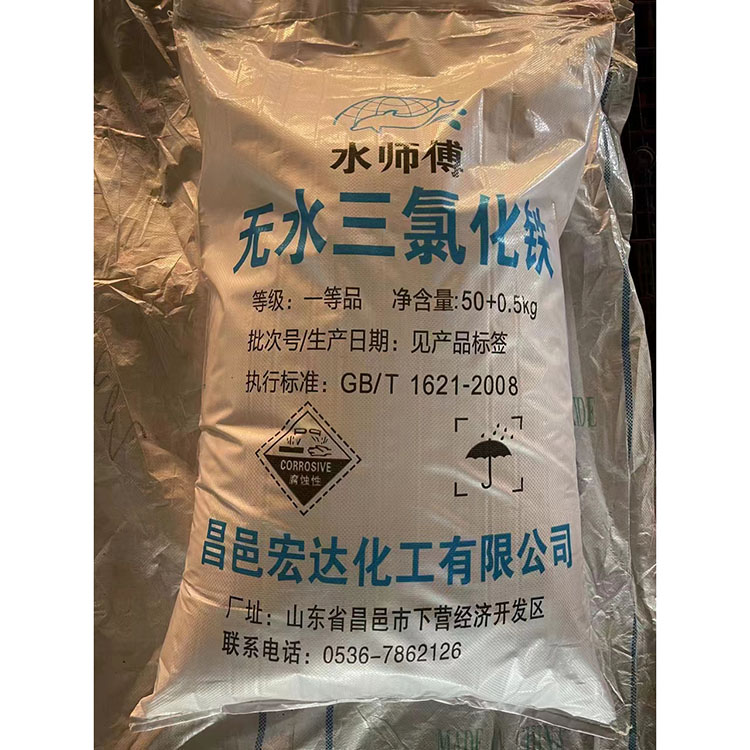 水师傅
无水三氯化铁
等级：一等品 净含量:50+0.5kg
批次号/生产日期：见产品标签
执行标准：GB/T 1621-2008
CORROSIVE
腐蚀性
昌邑宏达化工有限公司
厂址：山东省昌邑市下营经济开发区
联系电话：0536-7862126
MADE IN CHINA